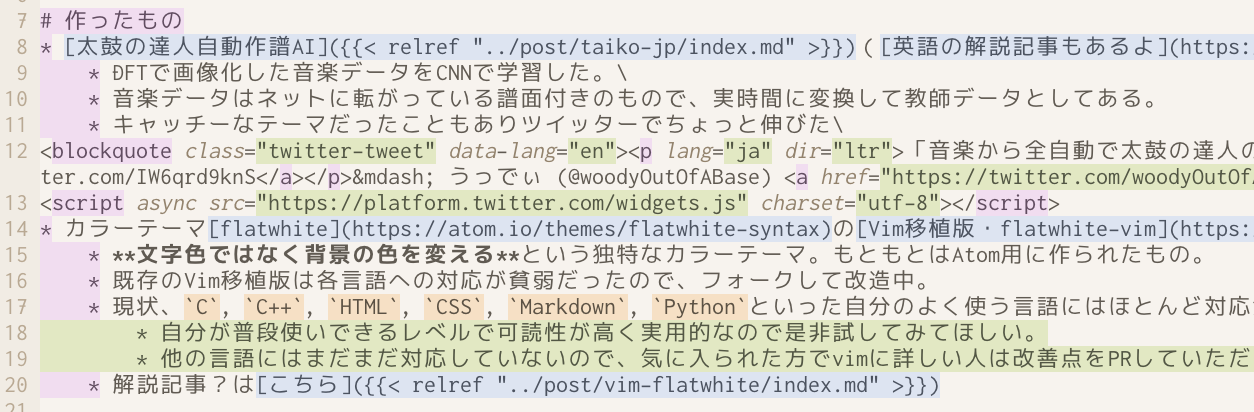 7 # 作ったもの
8 * [太鼓の達人自動作譜AI]({{< relref "../post/taiko-jp/index.md" >}}) ( [英語の解説記事もあるよ](https:
9 * DFTで画像化した音楽データをCNNで学習した。\
10 * 音楽データはネットに転がっている譜面付きのもので、実時間に変換して教師データとしてある。
11 * キャッチーなテーマだったこともありツイッターでちょっと伸びた\
12 <blockquote class="twitter-tweet" data-lang="en"><p lang="ja" dir="ltr">「音楽から全自動で太鼓の達人の
ter.com/IW6qrd9knS</a></p>&mdash; うっでぃ (@woodyOutOfABase) <a href="https://twitter.com/woodyOutOf
13 <script async src="https://platform.twitter.com/widgets.js" charset="utf-8"></script>
14 * カラーテーマ[flatwhite](https://atom.io/themes/flatwhite-syntax)の[Vim移植版・flatwhite-vim](https:
15 * **文字色ではなく背景の色を変える**という独特なカラーテーマ。もともとはAtom用に作られたもの。
16 * 既存のVim移植版は各言語への対応が貧弱だったので、フォークして改造中。
17 * 現状、`C`, `C++`, `HTML`, `CSS`, `Markdown`, `Python`といった自分のよく使う言語にはほとんど対応
18 * 自分が普段使いできるレベルで可読性が高く実用的なので是非試してみてほしい。
19 * 他の言語にはまだまだ対応していないので、気に入られた方でvimに詳しい人は改善点をPRしていただ
20 * 解説記事？は[こちら]({{< relref "../post/vim-flatwhite/index.md" >}})
21